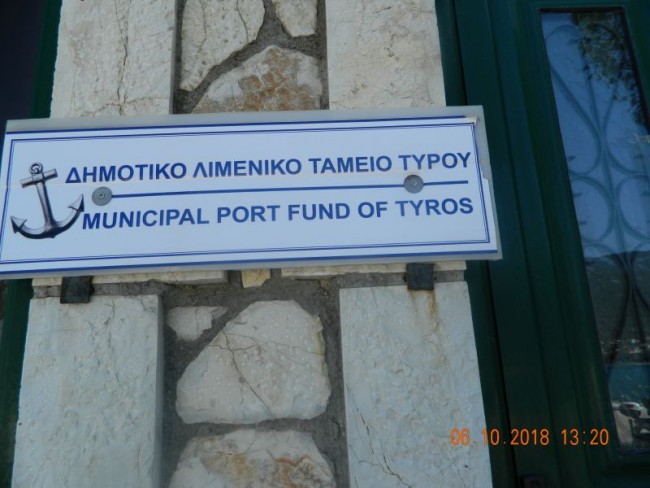 ΔΗΜΟΤΙΚΟ ΛΙΜΕΝΙΚΟ ΤΑΜΕΙΟ ΤΥΡΟΥ
MUNICIPAL PORT FUND OF TYROS
06.10.2018 13:20